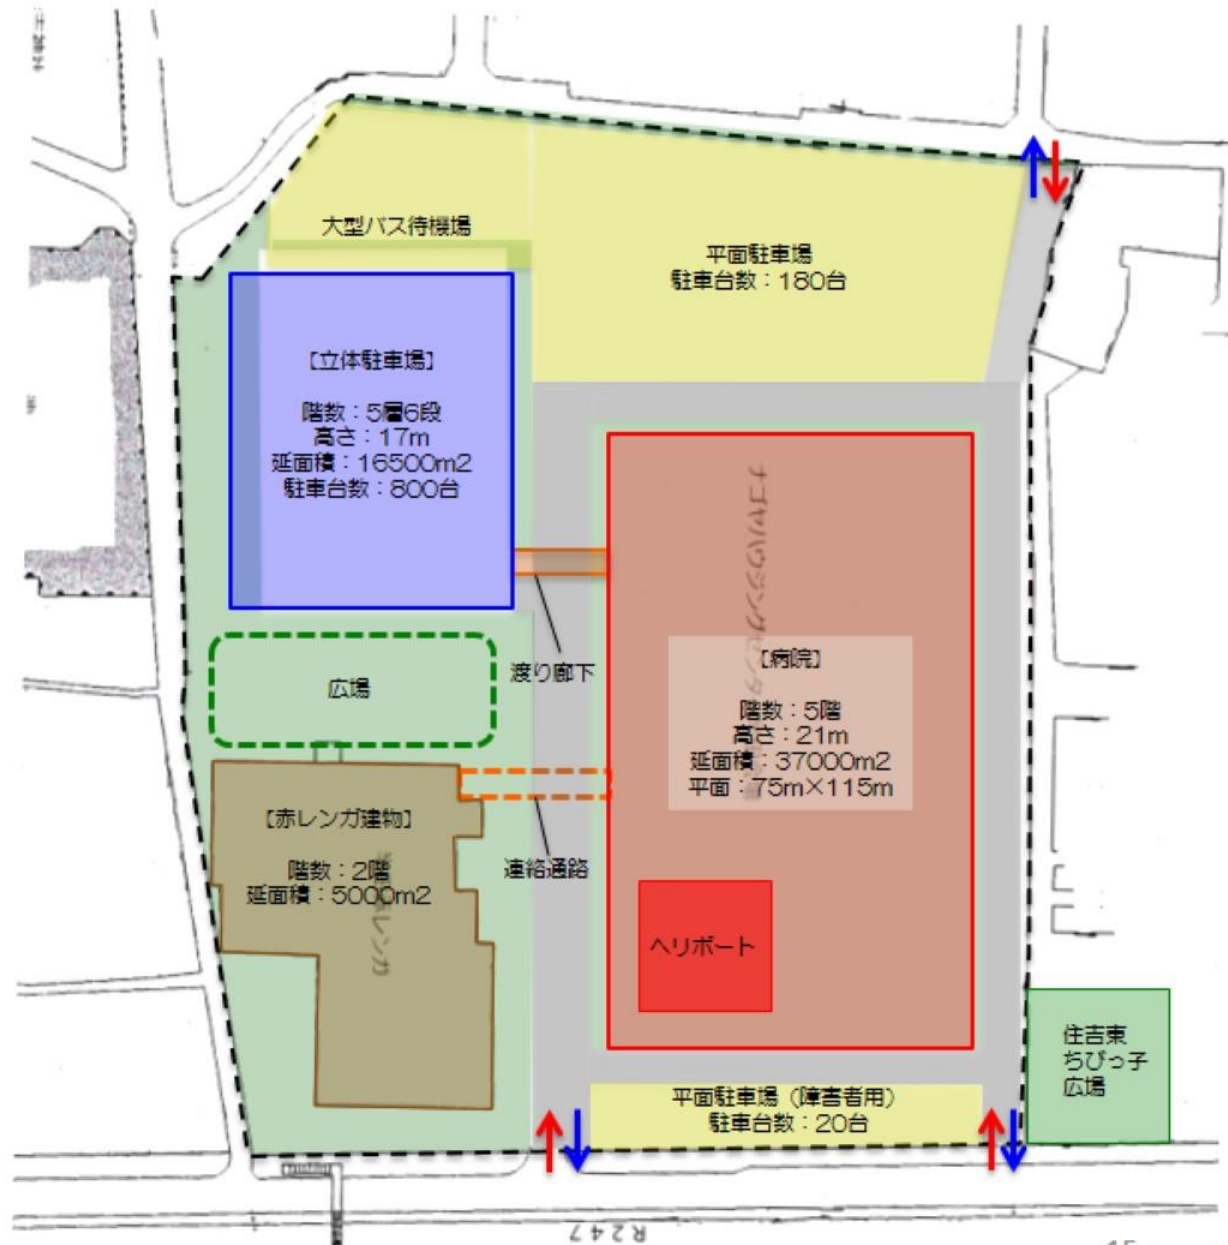 大型バス待機場
平面駐車場
駐車台数：180台
【立体駐車場】
階数：5層6段
高さ：17m
延面積：16500m2
駐車台数：800台
渡り廊下
広場
【病院】
階数：5階
高さ：21m
延面積：37000m2
平面：75m×115m
【赤レンガ建物】
階数：2階
延面積：5000m2
連絡通路
ヘリポート
住吉東
ちびっ子
広場
平面駐車場（障害者用）
駐車台数：20台
R247